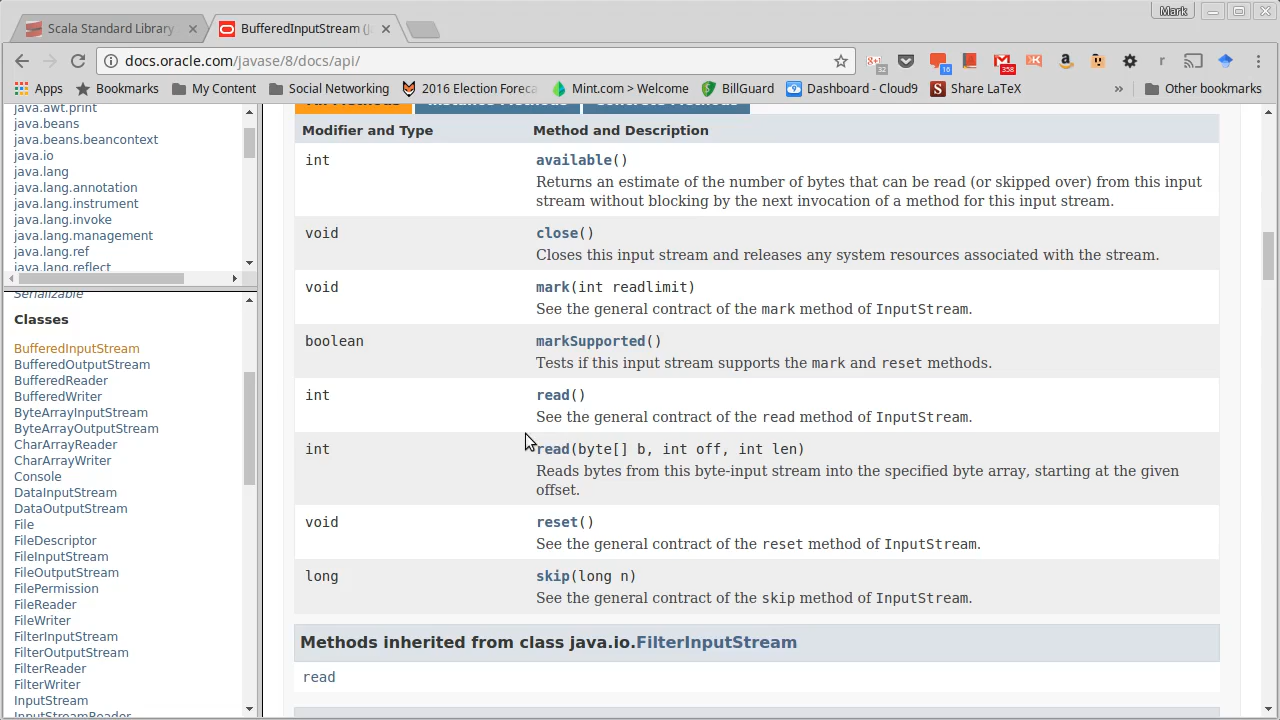 Mark
Scala Standard Library
BufferedInputStream (J
docs.oracle.com/javase/8/docs/api/
32
16
358
r
Apps
Bookmarks
My Content
Social Networking
2016 Election Foreca
Mint.com > Welcome
BillGuard
Dashboard - Cloud9
Share LaTeX
»
Other bookmarks
java.awt.print
java.beans
java.beans.beancontext
java.io
java.lang
java.lang.annotation
java.lang.instrument
java.lang.invoke
java.lang.management
java.lang.ref
java.lang.reflect
Serializable
Classes
BufferedInputStream
BufferedOutputStream
BufferedReader
BufferedWriter
ByteArrayInputStream
ByteArrayOutputStream
CharArrayReader
CharArrayWriter
Console
DataInputStream
DataOutputStream
File
FileDescriptor
FileInputStream
FileOutputStream
FilePermission
FileReader
FileWriter
FilterInputStream
FilterOutputStream
FilterReader
FilterWriter
InputStream
InputStreamReader
All Methods Instance Methods Concrete Methods
Modifier and Type Method and Description
int available()
Returns an estimate of the number of bytes that can be read (or skipped over) from this input
stream without blocking by the next invocation of a method for this input stream.
void close()
Closes this input stream and releases any system resources associated with the stream.
void mark(int readlimit)
See the general contract of the mark method of InputStream.
boolean markSupported()
Tests if this input stream supports the mark and reset methods.
int read()
See the general contract of the read method of InputStream.
int read(byte[] b, int off, int len)
Reads bytes from this byte-input stream into the specified byte array, starting at the given
offset.
void reset()
See the general contract of the reset method of InputStream.
long skip(long n)
See the general contract of the skip method of InputStream.
Methods inherited from class java.io.FilterInputStream
read